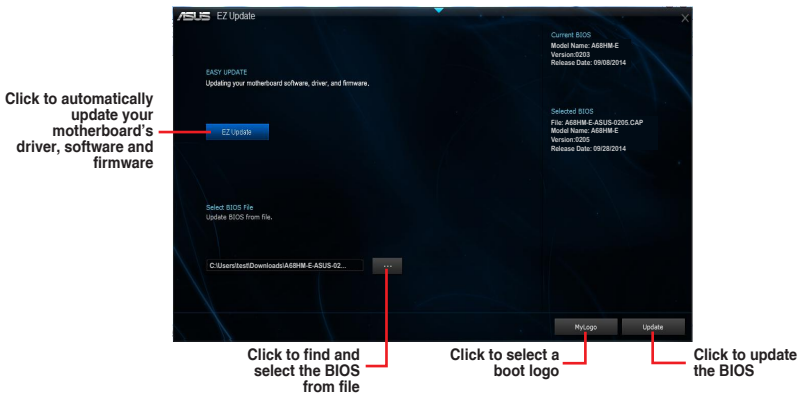 ASUS EZ Update
X
Current BIOS
Model Name: A68HM-E
Version:0203
Release Date: 09/08/2014
EASY UPDATE
Updating your motherboard software, driver, and firmware.
Click to automatically
update your
motherboard's
driver, software and
firmware
EZ Update
Selected BIOS
File: A68HM-E-ASUS-0205.CAP
Model Name: A68HM-E
Version:0205
Release Date: 09/28/2014
Select BIOS File
Update BIOS from file.
C:\Users\test\Downloads\A68HM-E-ASUS-02...
...
MyLogo
Update
Click to find and
select the BIOS
from file
Click to select a
boot logo
Click to update
the BIOS